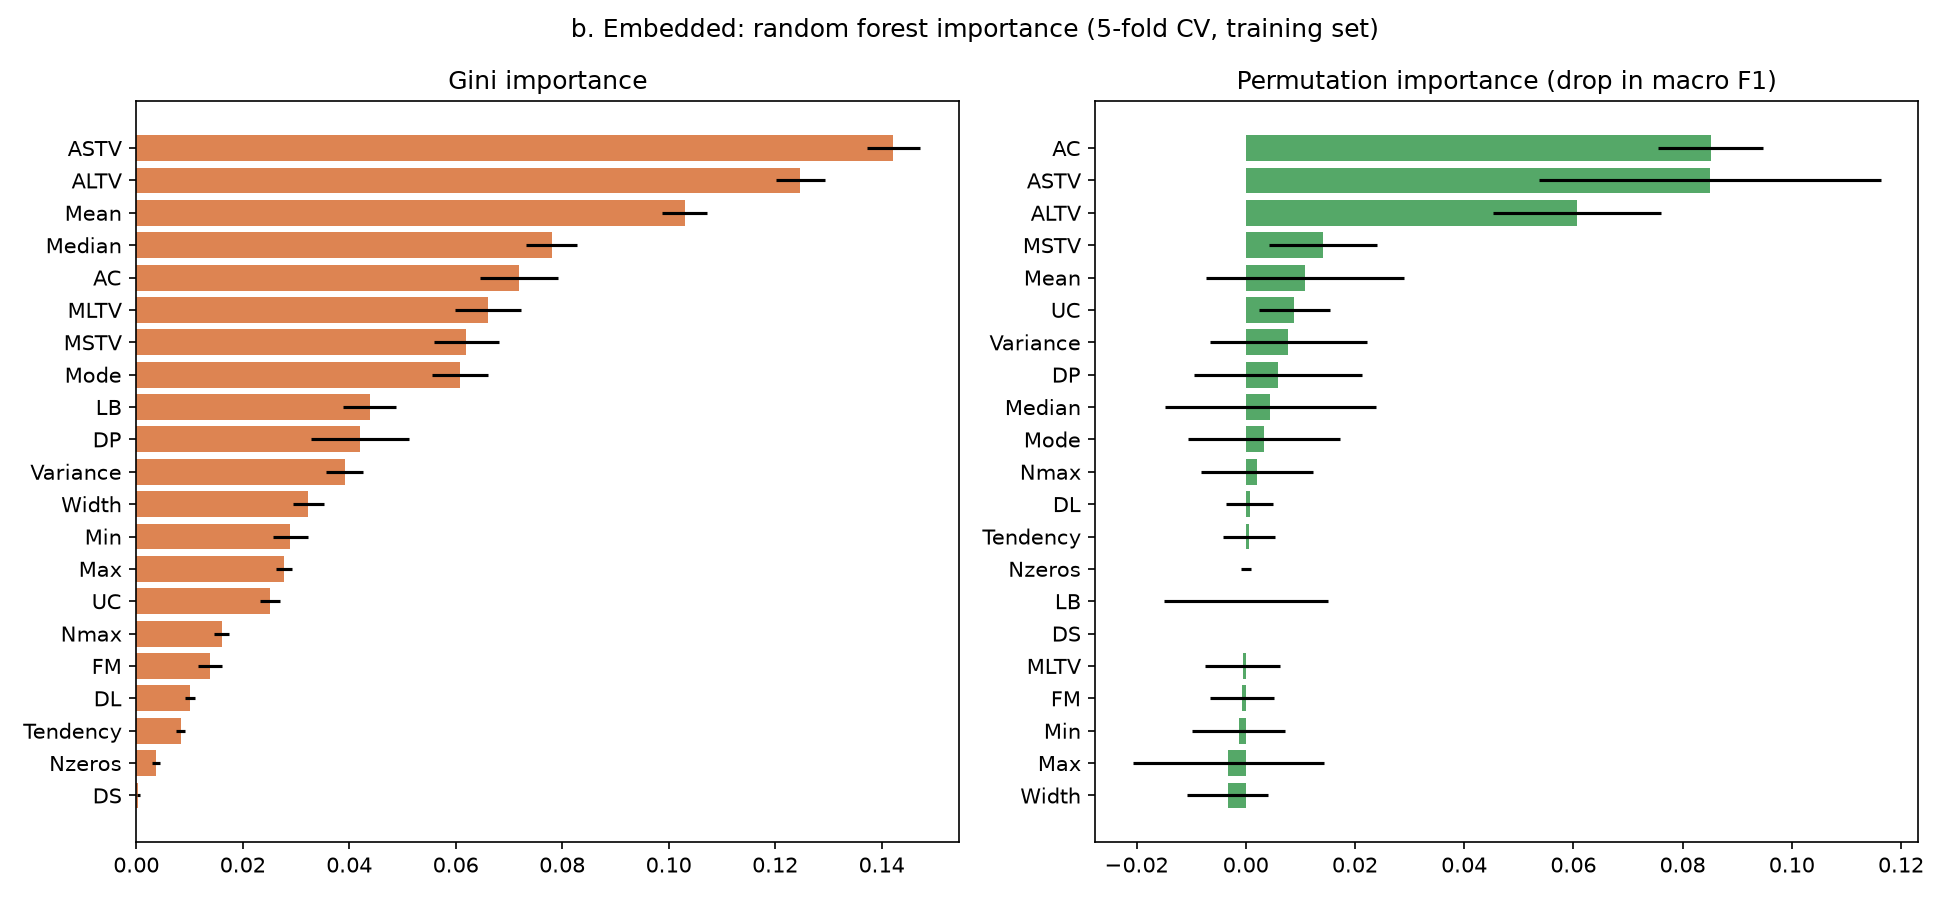 b. Embedded: random forest importance (5-fold CV, training set)
Gini importance
ASTV
ALTV
Mean
Median
AC
MLTV
MSTV
Mode
LB
DP
Variance
Width
Min
Max
UC
Nmax
FM
DL
Tendency
Nzeros
DS
0.00 0.02 0.04 0.06 0.08 0.10 0.12 0.14
Permutation importance (drop in macro F1)
AC
ASTV
ALTV
MSTV
Mean
UC
Variance
DP
Median
Mode
Nmax
DL
Tendency
Nzeros
LB
DS
MLTV
FM
Min
Max
Width
−0.02 0.00 0.02 0.04 0.06 0.08 0.10 0.12